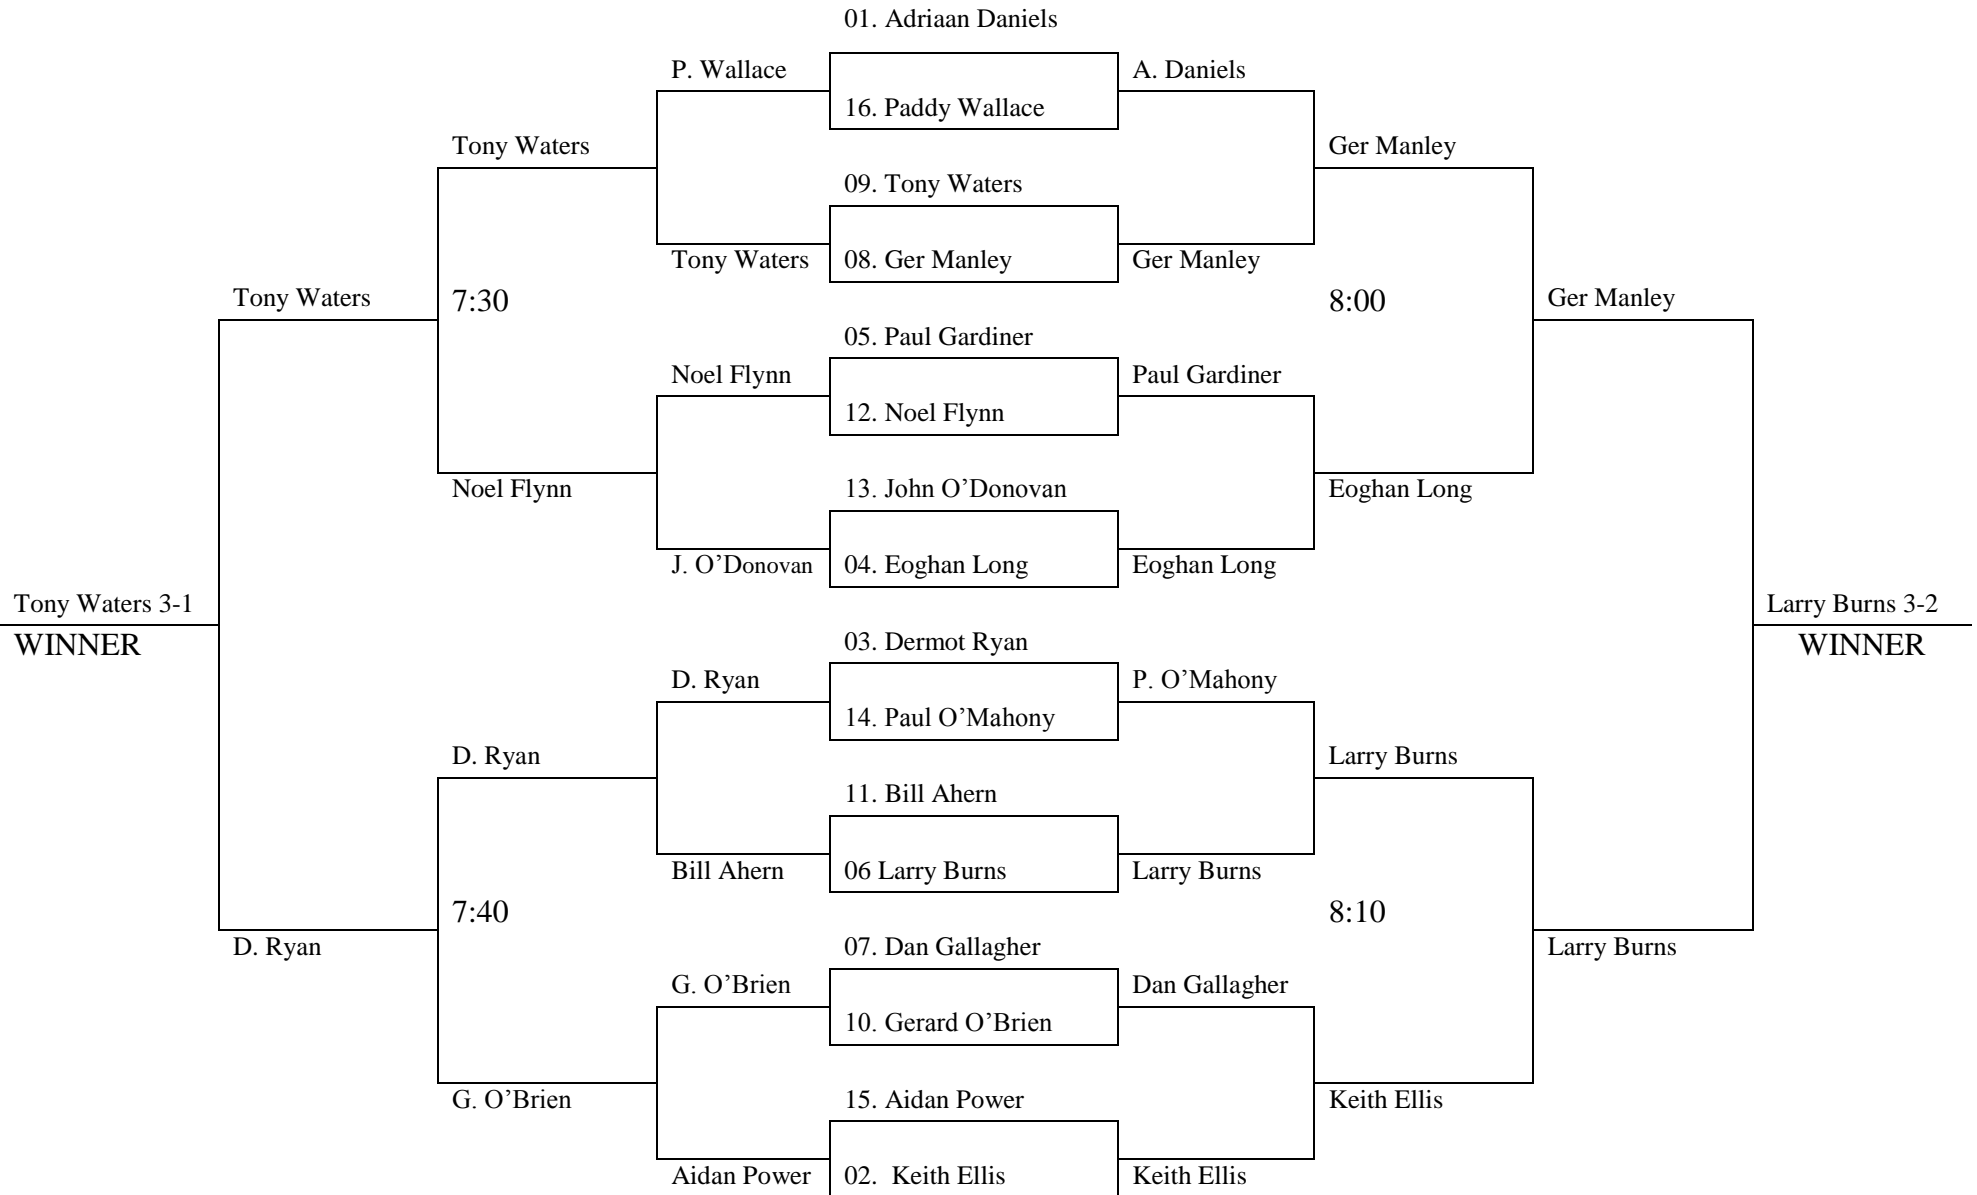 01. Adriaan Daniels
P. Wallace
A. Daniels
16. Paddy Wallace
Tony Waters
Ger Manley
09. Tony Waters
Tony Waters
08. Ger Manley
Ger Manley
Tony Waters
7:30
8:00
Ger Manley
05. Paul Gardiner
Noel Flynn
Paul Gardiner
12. Noel Flynn
Noel Flynn
13. John O’Donovan
Eoghan Long
J. O’Donovan
04. Eoghan Long
Eoghan Long
Tony Waters 3-1
Larry Burns 3-2
WINNER
03. Dermot Ryan
WINNER
D. Ryan
P. O’Mahony
14. Paul O’Mahony
D. Ryan
Larry Burns
11. Bill Ahern
Bill Ahern
06 Larry Burns
Larry Burns
7:40
8:10
D. Ryan
07. Dan Gallagher
Larry Burns
G. O’Brien
Dan Gallagher
10. Gerard O’Brien
G. O’Brien
15. Aidan Power
Keith Ellis
Aidan Power
02. Keith Ellis
Keith Ellis